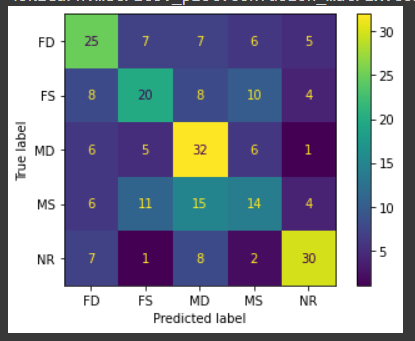 FD 25 7 7 6 5
FS 8 20 8 10 4
MD 6 5 32 6 1
MS 6 11 15 14 4
NR 7 1 8 2 30
FD FS MD MS NR
Predicted label
True label
30
25
20
15
10
5